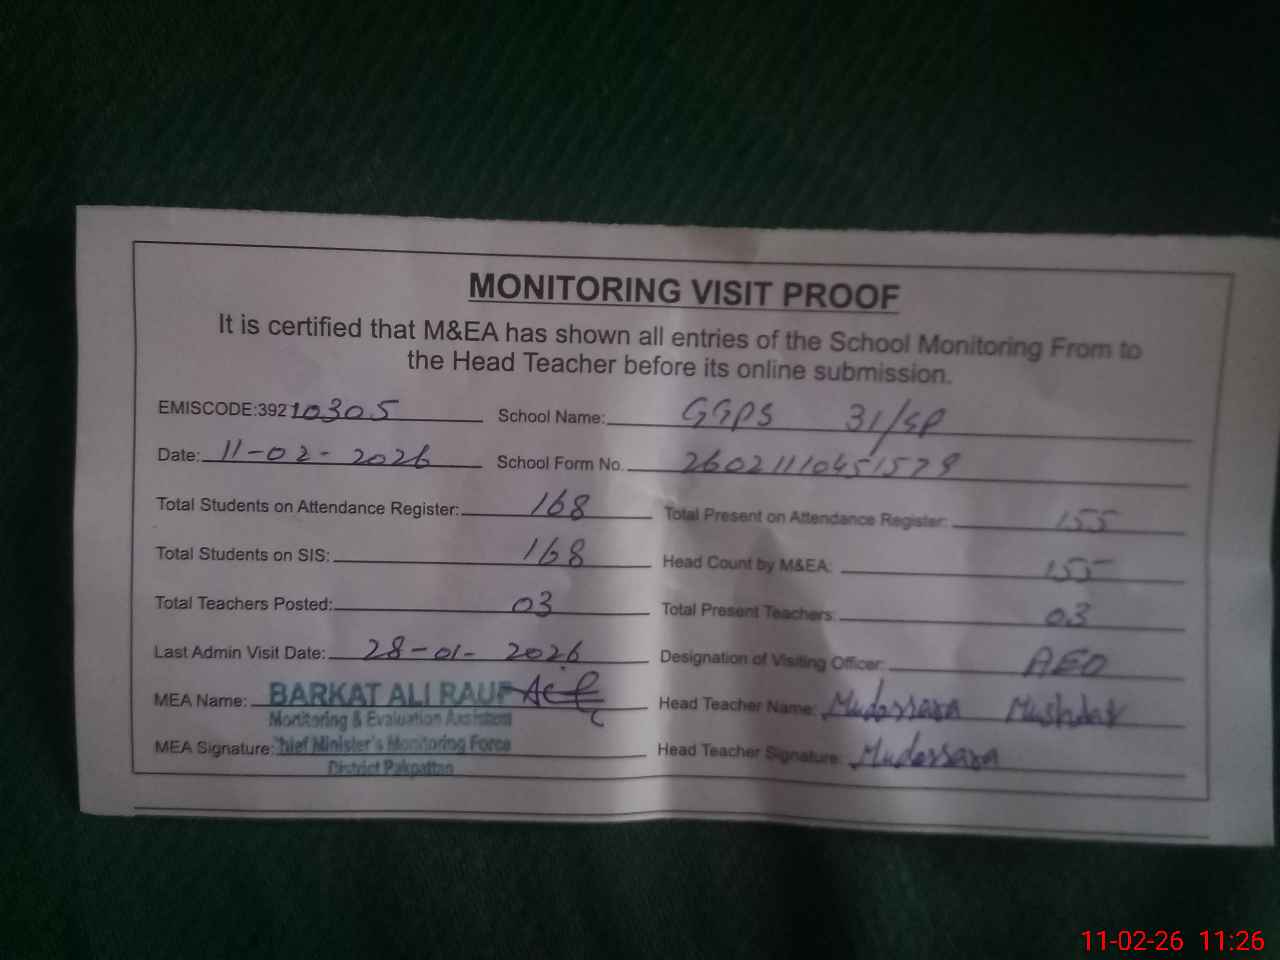 MONITORING VISIT PROOF
It is certified that M&EA has shown all entries of the School Monitoring From to
the Head Teacher before its online submission.
EMISCODE:39210305 School Name: GGPS 31/SP
Date: 11-02-2026 School Form No. 26021110451579
Total Students on Attendance Register: 168 Total Present on Attendance Register: 155
Total Students on SIS: 168 Head Count by M&EA: 155
Total Teachers Posted: 03 Total Present Teachers: 03
Last Admin Visit Date: 28-01-2026 Designation of Visiting Officer: AEO
MEA Name: BARKAT ALI RAUF Head Teacher Name: Mudassara
Monitoring & Evaluation Assistant
MEA Signature: Chief Minister's Monitoring Force Head Teacher Signature: Mudassara
District Pakpattan
11-02-26 11:26